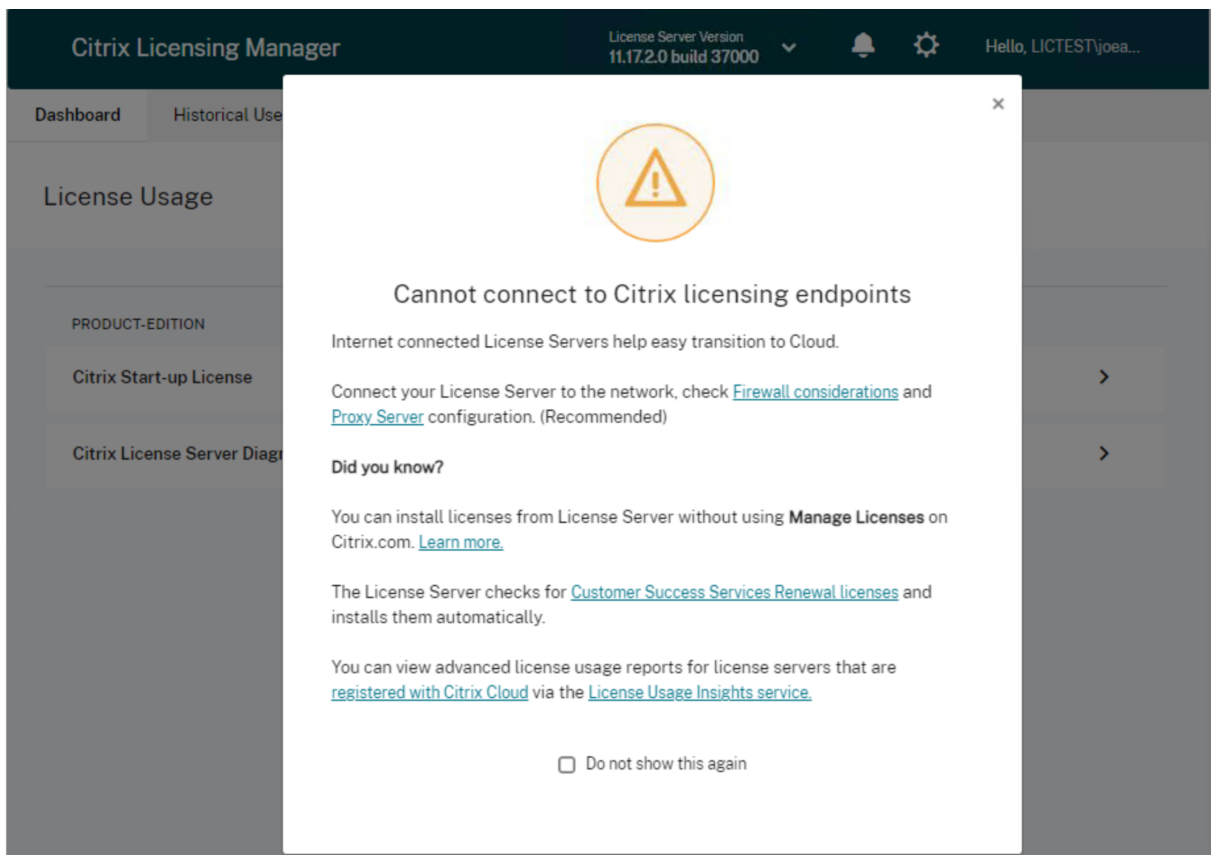 Citrix Licensing Manager
License Server Version
11.17.2.0 build 37000
Hello, LICTEST\joea...
Dashboard
Historical Use
×
License Usage
Cannot connect to Citrix licensing endpoints
PRODUCT-EDITION
Internet connected License Servers help easy transition to Cloud.
Citrix Start-up License
Connect your License Server to the network, check Firewall considerations and
Proxy Server configuration. (Recommended)
Citrix License Server Diagn
Did you know?
You can install licenses from License Server without using Manage Licenses on
Citrix.com. Learn more.
The License Server checks for Customer Success Services Renewal licenses and
installs them automatically.
You can view advanced license usage reports for license servers that are
registered with Citrix Cloud via the License Usage Insights service.
Do not show this again